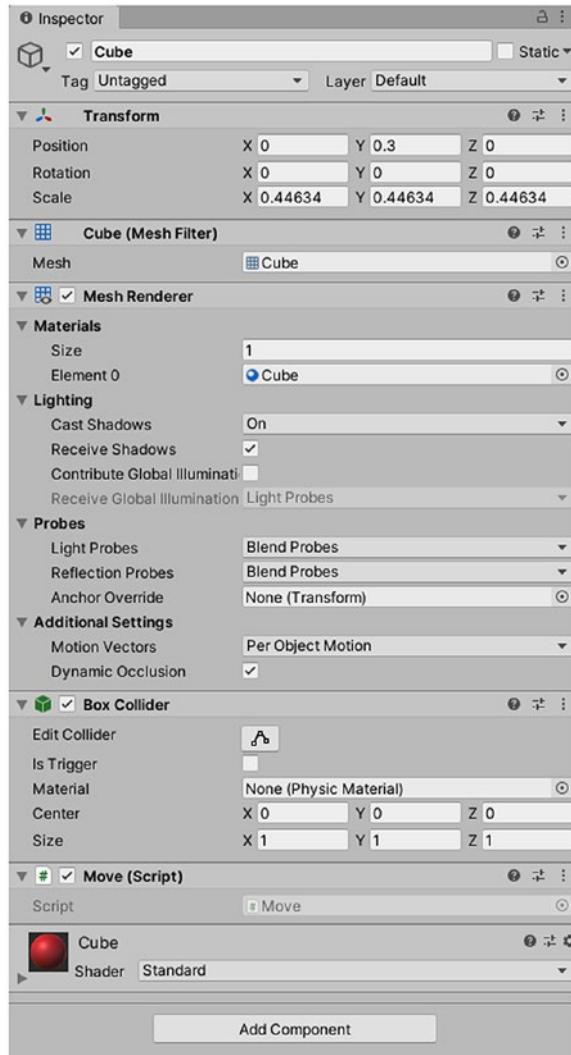 Inspector
Cube Static
Tag Untagged Layer Default
Transform
Position X 0 Y 0.3 Z 0
Rotation X 0 Y 0 Z 0
Scale X 0.44634 Y 0.44634 Z 0.44634
Cube (Mesh Filter)
Mesh Cube
Mesh Renderer
Materials
Size 1
Element 0 Cube
Lighting
Cast Shadows On
Receive Shadows
Contribute Global Illuminati
Receive Global Illumination Light Probes
Probes
Light Probes Blend Probes
Reflection Probes Blend Probes
Anchor Override None (Transform)
Additional Settings
Motion Vectors Per Object Motion
Dynamic Occlusion
Box Collider
Edit Collider
Is Trigger
Material None (Physic Material)
Center X 0 Y 0 Z 0
Size X 1 Y 1 Z 1
# Move (Script)
Script # Move
Cube
Shader Standard
Add Component